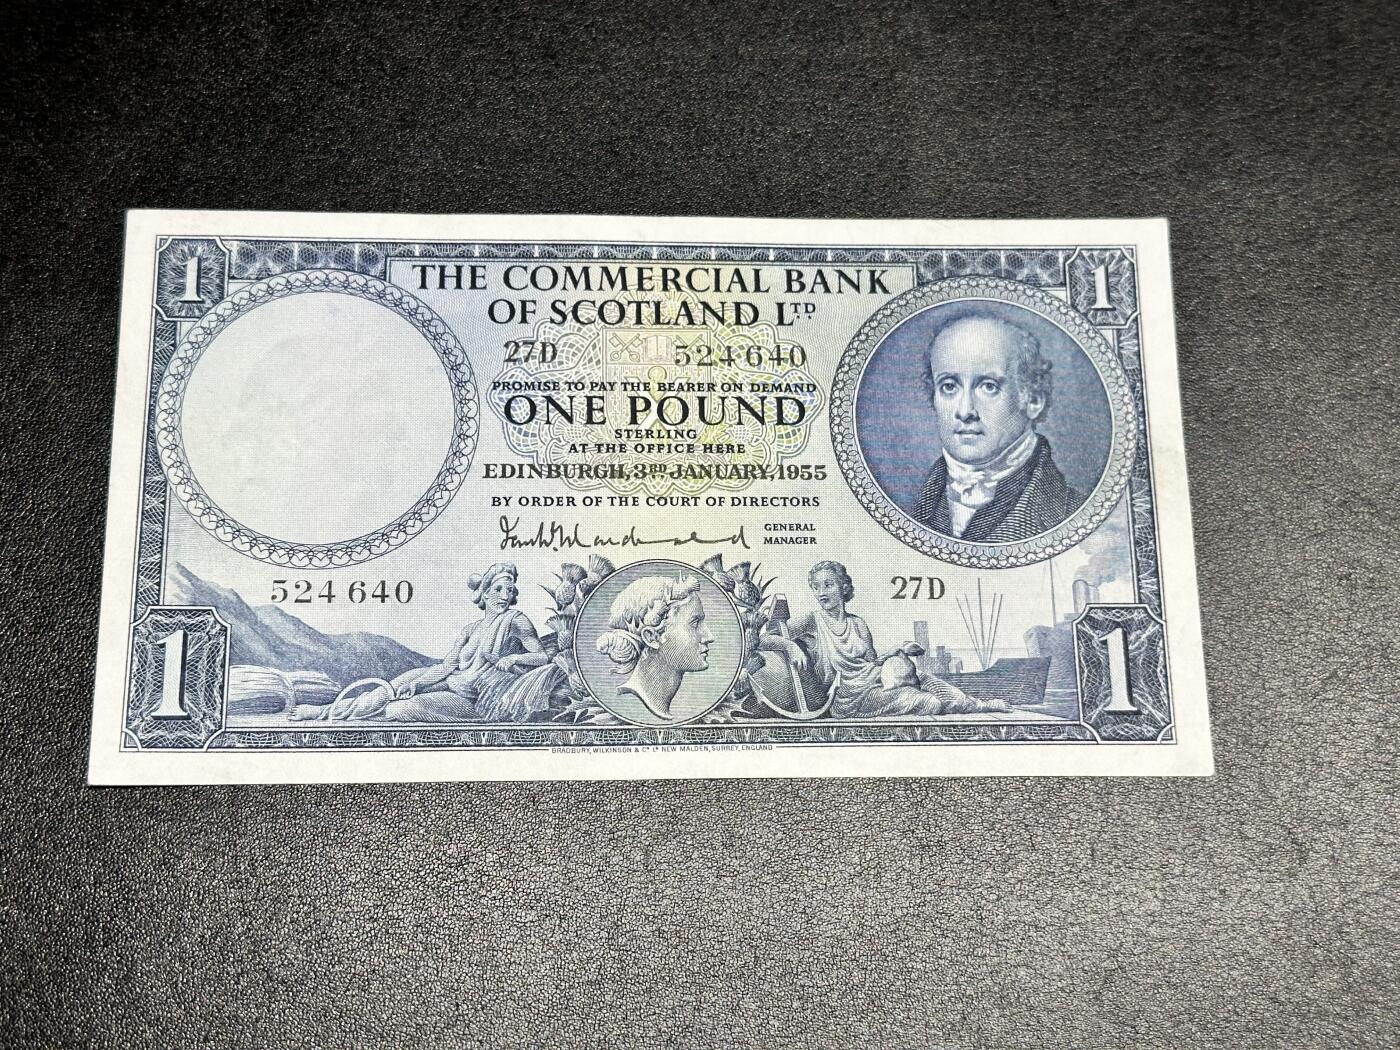 1
1
THE COMMERCIAL BANK
OF SCOTLAND LTD
27D 524640
PROMISE TO PAY THE BEARER ON DEMAND
ONE POUND
STERLING
AT THE OFFICE HERE
EDINBURGH, 3RD JANUARY, 1955
BY ORDER OF THE COURT OF DIRECTORS
GENERAL
MANAGER
524 640
27D
1
1
BRADBURY, WILKINSON & Co Ld NEW MALDEN, SURREY, ENGLAND